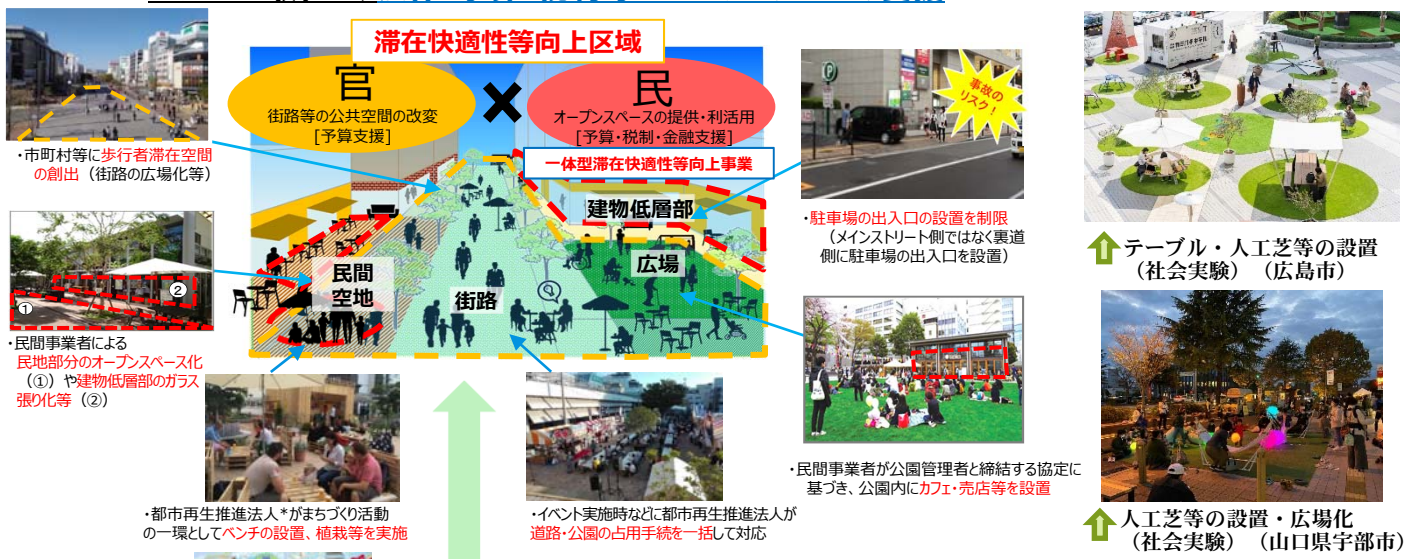 滞在快適性等向上区域
官
街路等の公共空間の改変
[予算支援]
×
民
オープンスペースの提供・利活用
[予算・税制・金融支援]
一体型滞在快適性等向上事業
・市町村等に歩行者滞在空間
の創出（街路の広場化等）
①
②
・民間事業者による
民地部分のオープンスペース化
（①）や建物低層部のガラス
張り化等（②）
民間
空地
街路
建物低層部
広場
P
事故の
リスク！
・駐車場の出入口の設置を制限
（メインストリート側ではなく裏道
側に駐車場の出入口を設置）
・都市再生推進法人*がまちづくり活動
の一環としてベンチの設置、植栽等を実施
・イベント実施時などに都市再生推進法人が
道路・公園の占用手続を一括して対応
・民間事業者が公園管理者と締結する協定に
基づき、公園内にカフェ・売店等を設置
テーブル・人工芝等の設置
（社会実験）（広島市）
人工芝等の設置・広場化
（社会実験）（山口県宇部市）